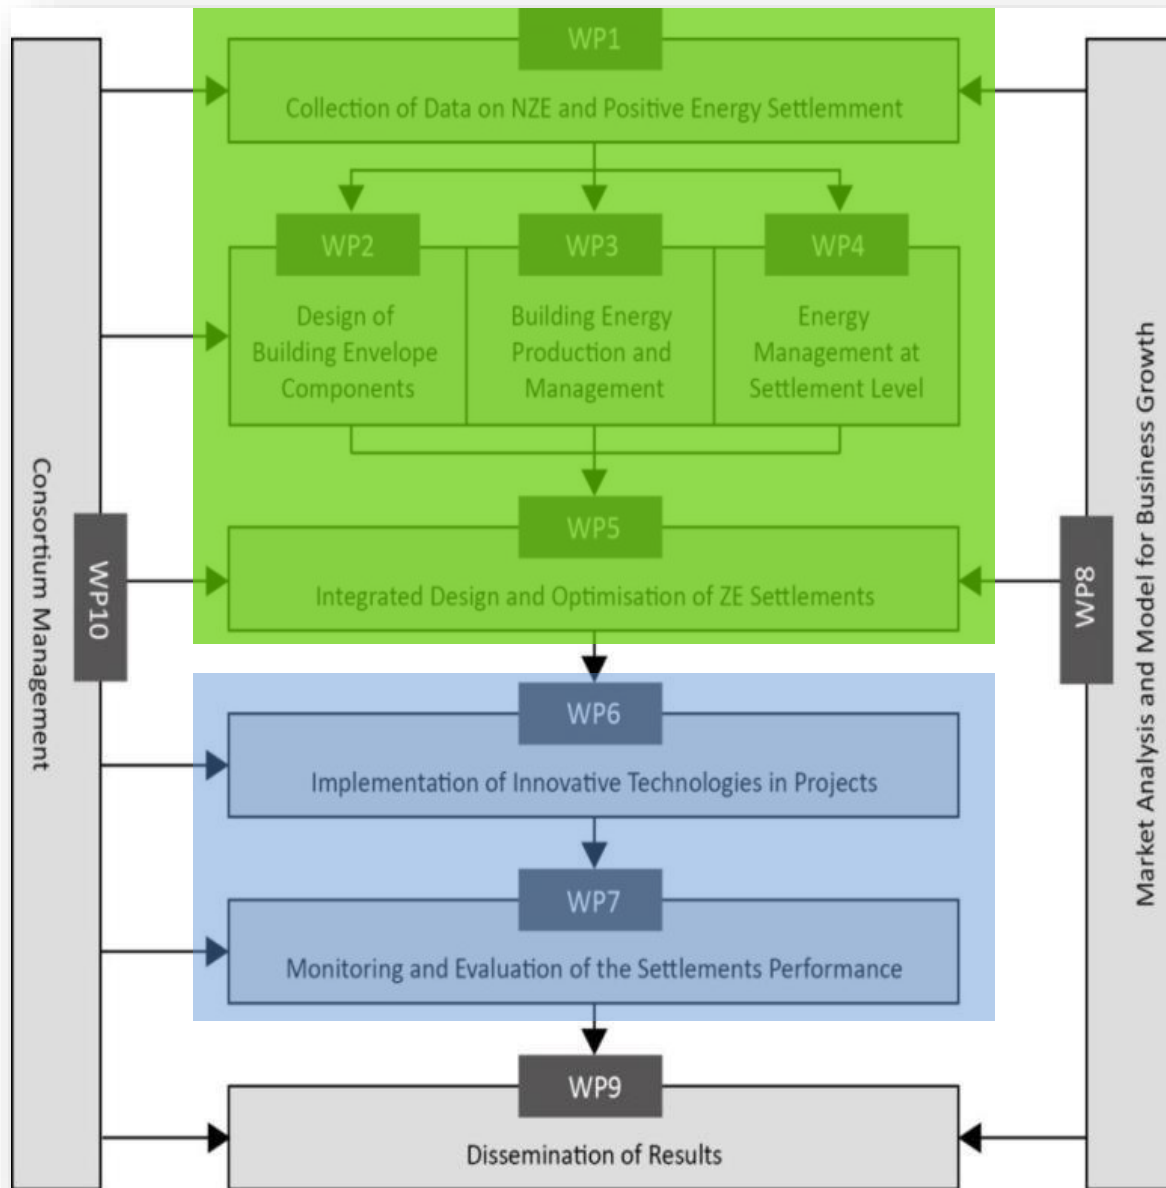 WP1
Collection of Data on NZE and Positive Energy Settlemment
WP2
WP3
WP4
Design of
Building Envelope
Components
Building Energy
Production and
Management
Energy
Management at
Settlement Level
WP5
Integrated Design and Optimisation of ZE Settlements
WP6
Implementation of Innovative Technologies in Projects
WP7
Monitoring and Evaluation of the Settlements Performance
WP9
Dissemination of Results
Consortium Management
WP10
WP8
Market Analysis and Model for Business Growth